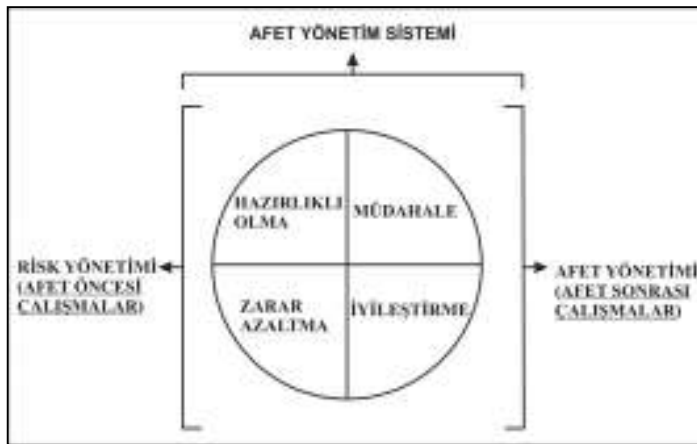 AFET YÖNETİM SİSTEMİ
HAZIRLIKLI
OLMA
MÜDAHALE
RİSK YÖNETİMİ
(AFET ÖNCESİ
ÇALIŞMALAR)
AFET YÖNETİMİ
(AFET SONRASI
ÇALIŞMALAR)
ZARAR
AZALTMA
İYİLEŞTİRME